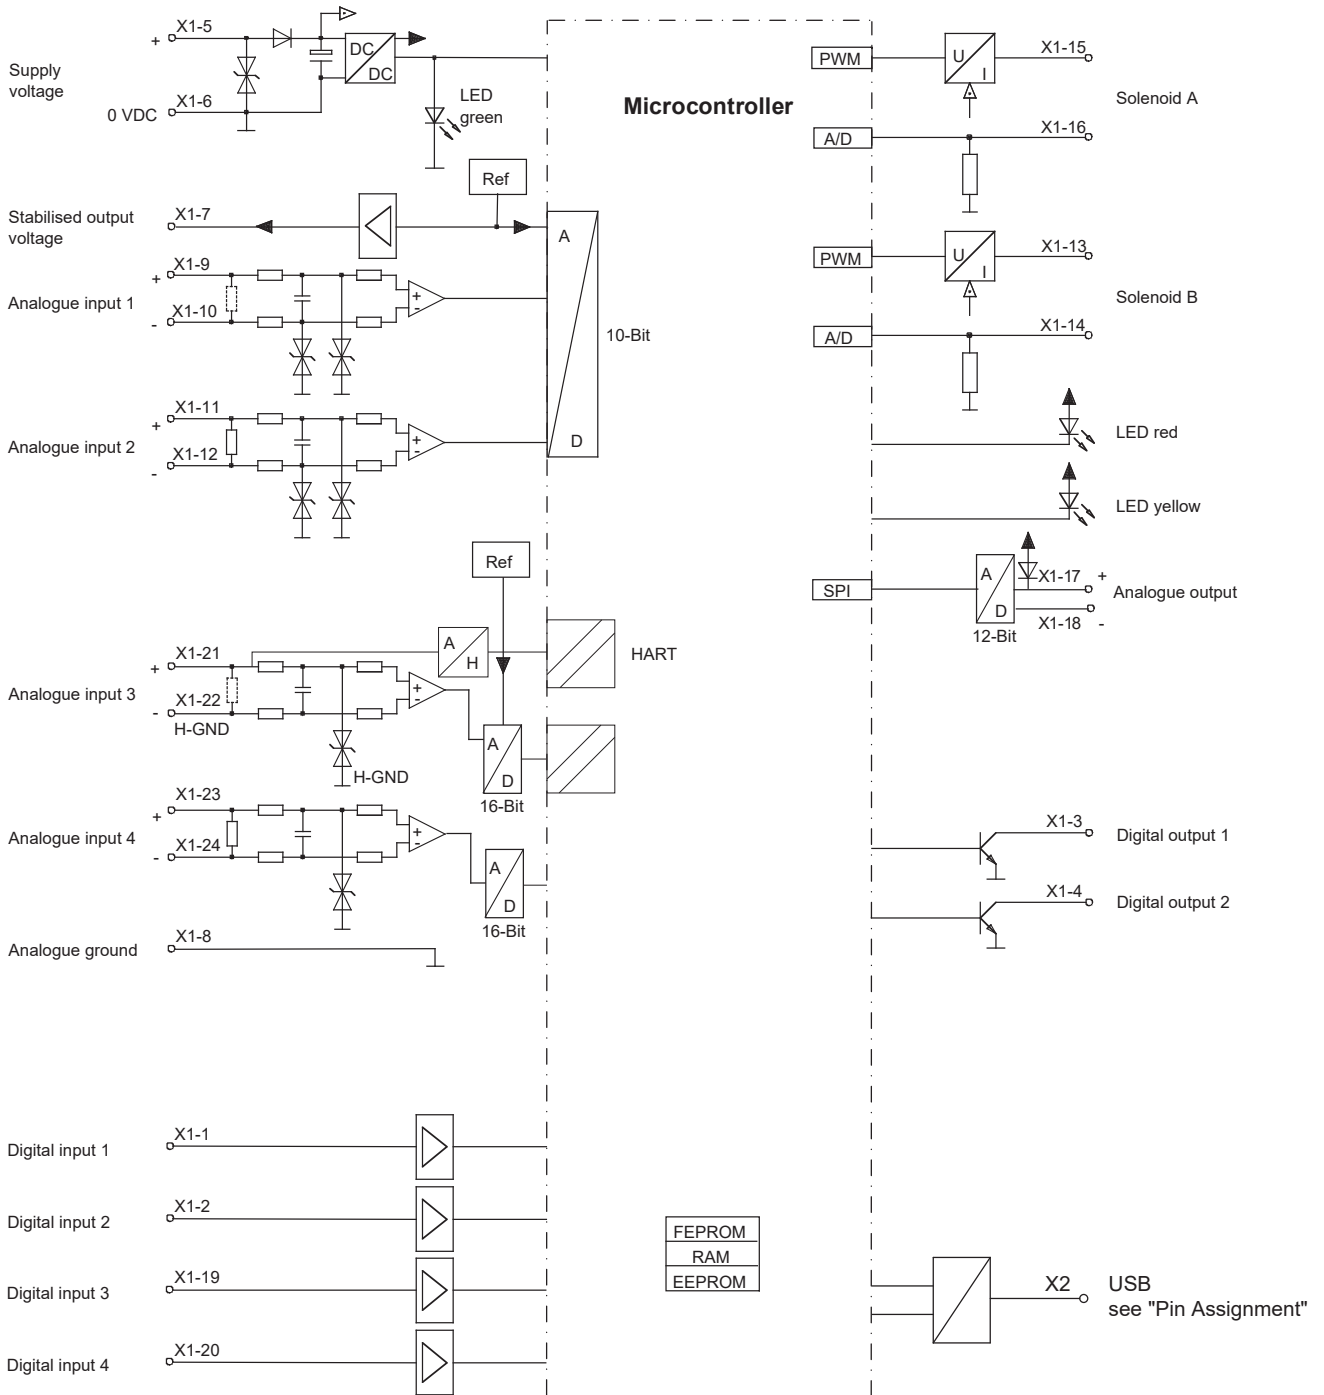 X1-5
+
DC
DC
Supply
voltage
X1-6
0 VDC
LED
green
Microcontroller
PWM
U
I
X1-15
Solenoid A
X1-16
A/D
Ref
Stabilised output
voltage
X1-7
A
D
10-Bit
X1-9
+
Analogue input 1
X1-10
-
+
-
PWM
U
I
X1-13
Solenoid B
X1-14
A/D
X1-11
+
Analogue input 2
X1-12
-
+
-
LED red
LED yellow
Ref
SPI
A
D
12-Bit
X1-17
+
Analogue output
X1-18
-
A
H
HART
X1-21
+
Analogue input 3
X1-22
-
H-GND
+
-
H-GND
A
D
16-Bit
X1-23
+
Analogue input 4
X1-24
-
+
-
A
D
16-Bit
X1-3
Digital output 1
X1-4
Digital output 2
X1-8
Analogue ground
X1-1
Digital input 1
X1-2
Digital input 2
X1-19
Digital input 3
X1-20
Digital input 4
FEPROM
RAM
EEPROM
X2
USB
see "Pin Assignment"